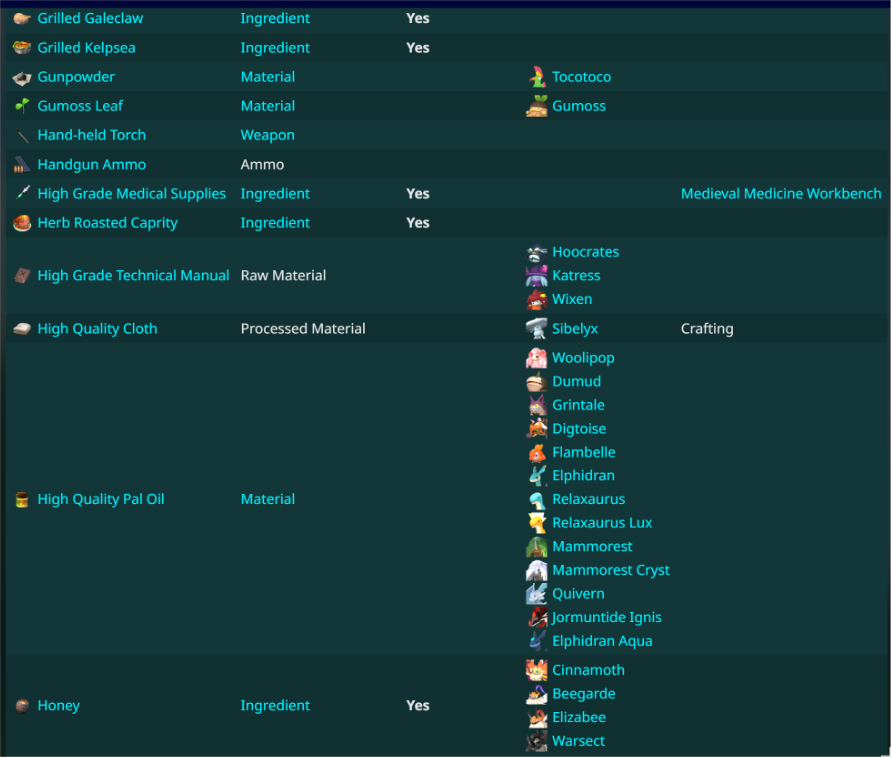 Grilled Galeclaw Ingredient Yes
Grilled Kelpsea Ingredient Yes
Gunpowder Material Tocotoco
Gumoss Leaf Material Gumoss
Hand-held Torch Weapon
Handgun Ammo Ammo
High Grade Medical Supplies Ingredient Yes Medieval Medicine Workbench
Herb Roasted Caprity Ingredient Yes
Hoocrates
High Grade Technical Manual Raw Material Katress
Wixen
High Quality Cloth Processed Material Sibelyx Crafting
Woolipop
Dumud
Grintale
Digtoise
Flambelle
Elphidran
High Quality Pal Oil Material Relaxaurus
Relaxaurus Lux
Mammorest
Mammorest Cryst
Quivern
Jormuntide Ignis
Elphidran Aqua
Cinnamoth
Beegarde
Honey Ingredient Yes
Elizabee
Warsect